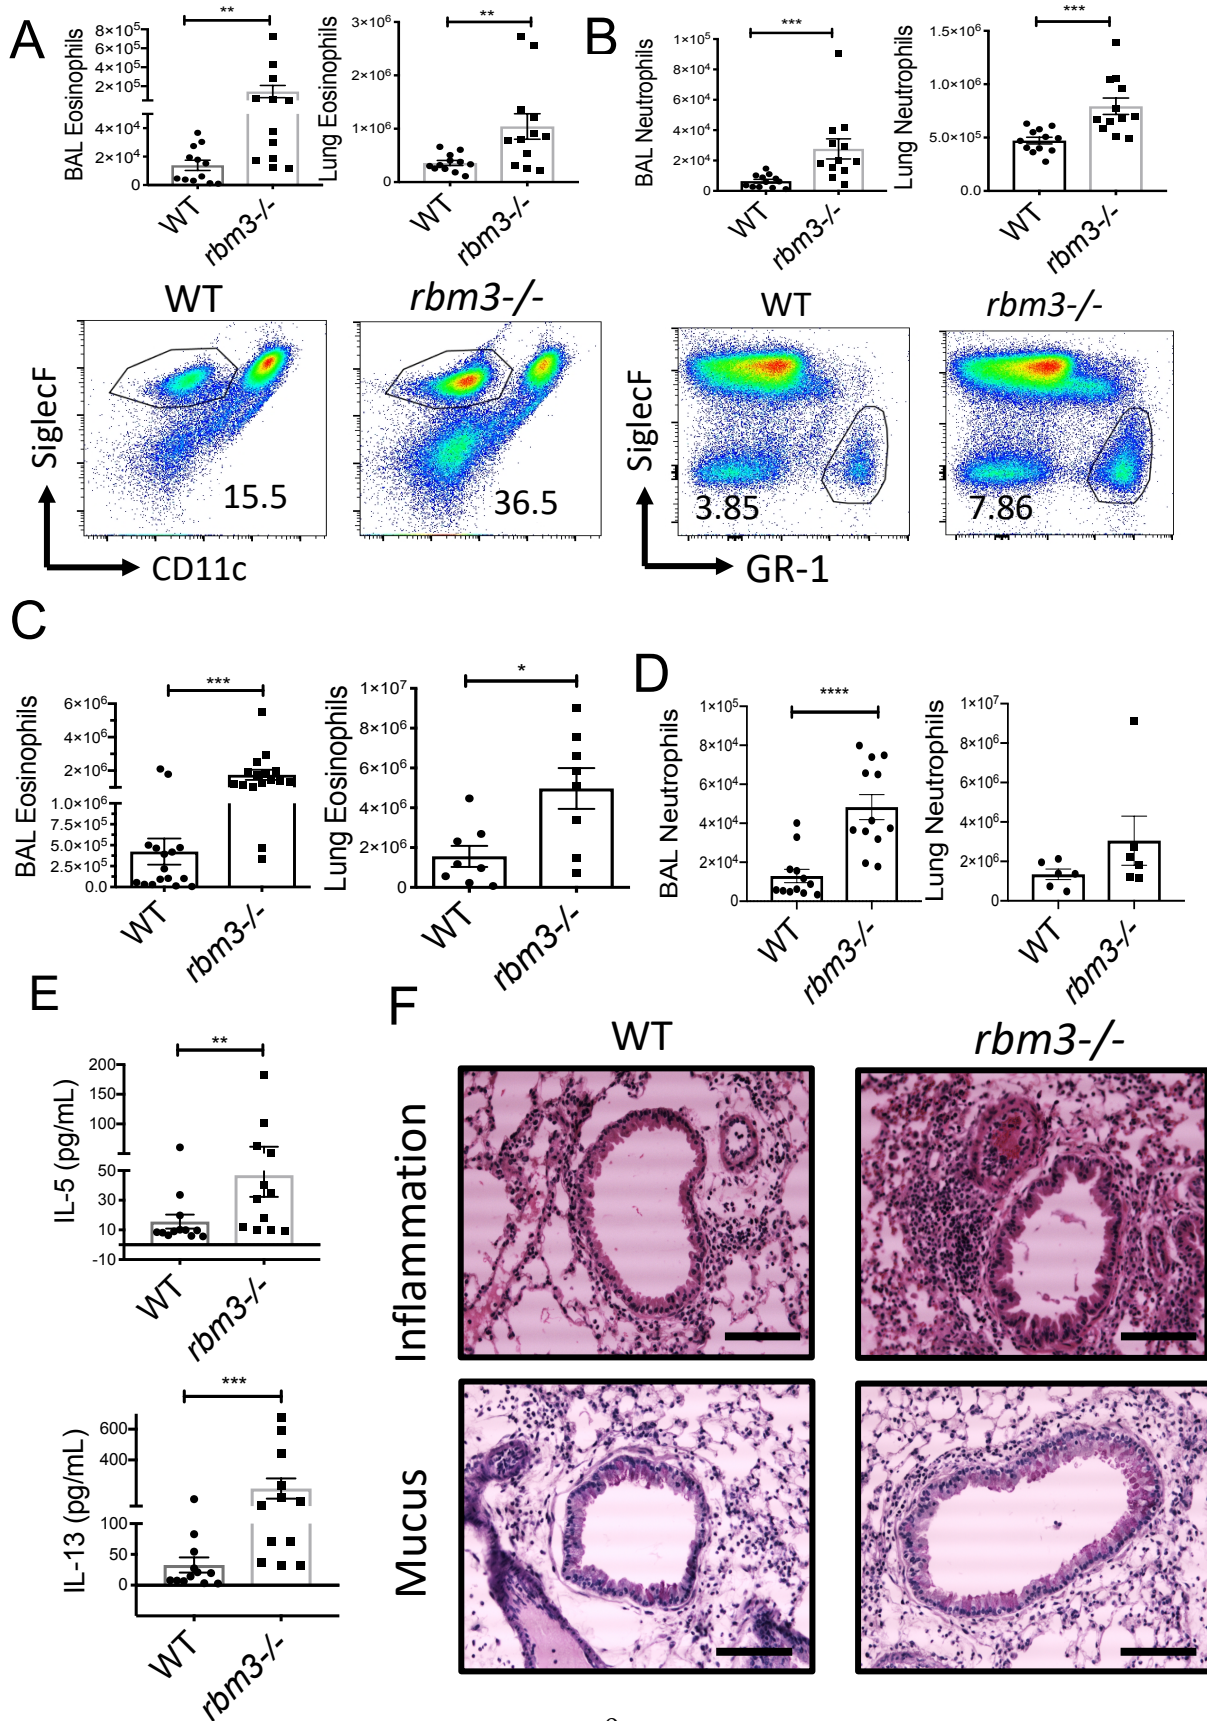 A
BAL Eosinophils
8×10⁵
6×10⁵
4×10⁵
2×10⁵
4×10⁴
2×10⁴
0
**
WT
rbm3-/-
Lung Eosinophils
3×10⁶
2×10⁶
1×10⁶
0
**
WT
rbm3-/-
B
BAL Neutrophils
1×10⁵
8×10⁴
6×10⁴
4×10⁴
2×10⁴
0
***
WT
rbm3-/-
Lung Neutrophils
1.5×10⁶
1.0×10⁶
5.0×10⁵
0.0
***
WT
rbm3-/-
WT
rbm3-/-
SiglecF
15.5
36.5
CD11c
WT
rbm3-/-
SiglecF
3.85
7.86
GR-1
C
BAL Eosinophils
6×10⁶
4×10⁶
2×10⁶
1.0×10⁶
7.5×10⁵
5.0×10⁵
2.5×10⁵
0.0
***
WT
rbm3-/-
Lung Eosinophils
1×10⁷
8×10⁶
6×10⁶
4×10⁶
2×10⁶
0
*
WT
rbm3-/-
D
BAL Neutrophils
1×10⁵
8×10⁴
6×10⁴
4×10⁴
2×10⁴
0
****
WT
rbm3-/-
Lung Neutrophils
1×10⁷
8×10⁶
6×10⁶
4×10⁶
2×10⁶
0
WT
rbm3-/-
E
IL-5 (pg/mL)
200
150
100
50
30
10
-10
**
WT
rbm3-/-
IL-13 (pg/mL)
600
400
100
50
0
***
WT
rbm3-/-
F
WT
rbm3-/-
Inflammation
Mucus